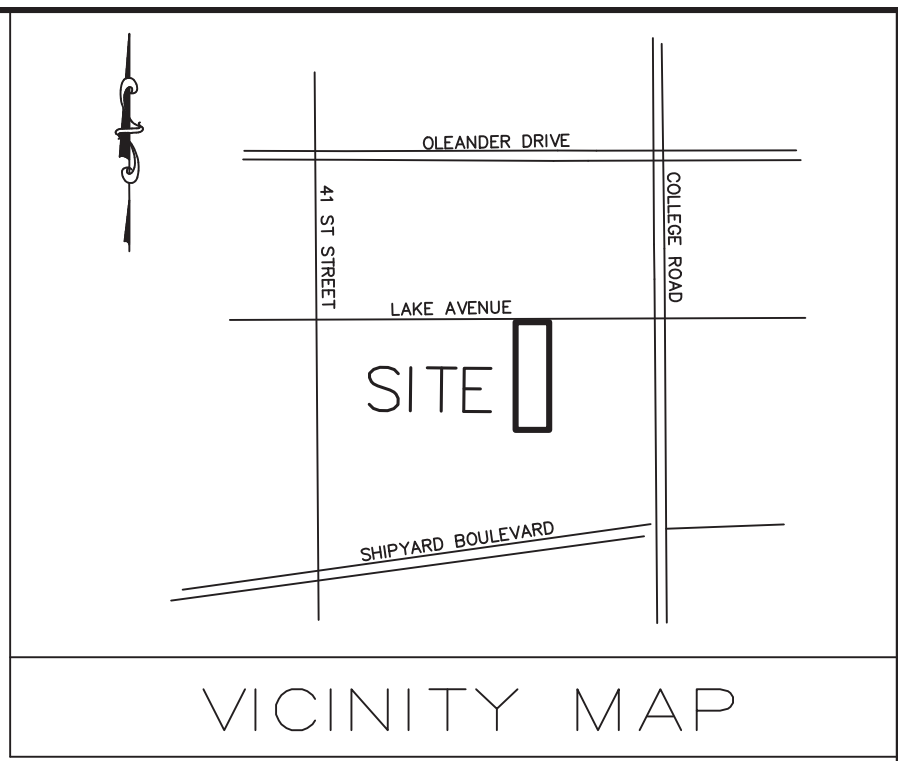 OLEANDER DRIVE
41 ST STREET
COLLEGE ROAD
LAKE AVENUE
SITE
SHIPYARD BOULEVARD
VICINITY MAP